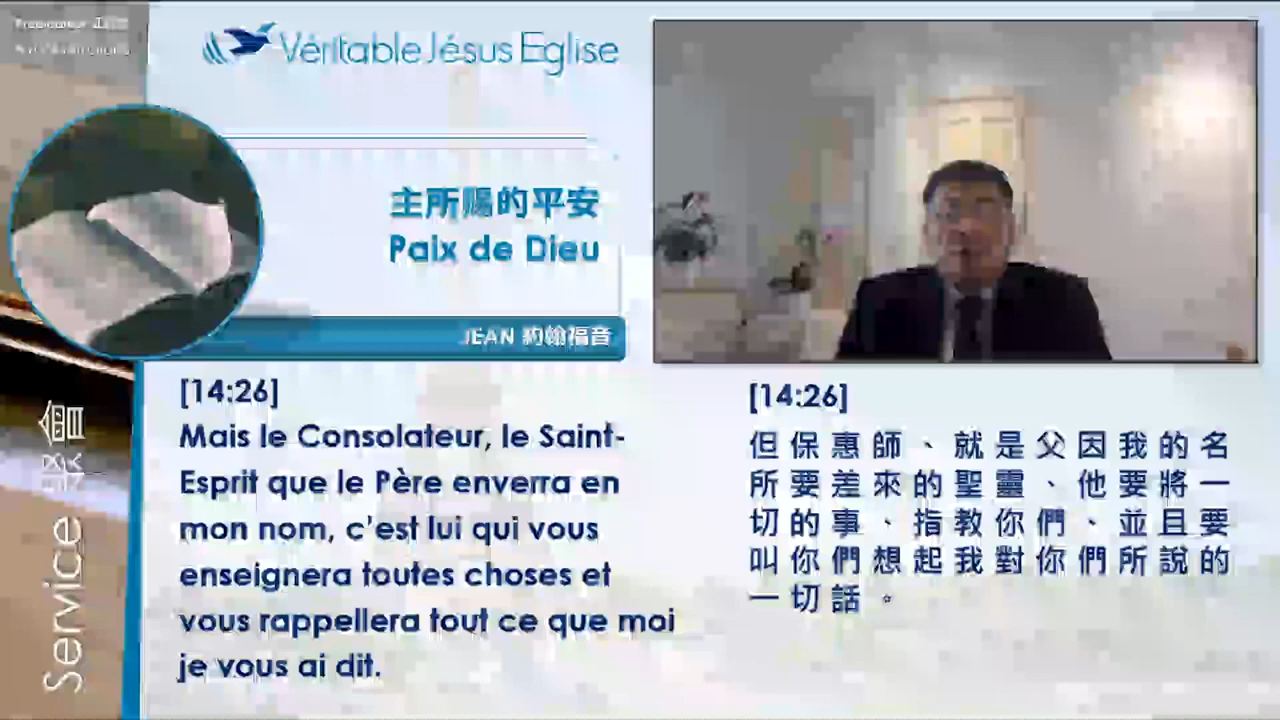 Véritable Jésus Eglise
主所賜的平安
Paix de Dieu
JEAN 約翰福音
[14:26]
Mais le Consolateur, le Saint-
Esprit que le Père enverra en
mon nom, c'est lui qui vous
enseignera toutes choses et
vous rappellera tout ce que moi
je vous ai dit.
[14:26]
但保惠師、就是父因我的名
所要差來的聖靈、他要將一
切的事、指教你們、並且要
叫你們想起我對你們所說的
一切話。
Service 聚會